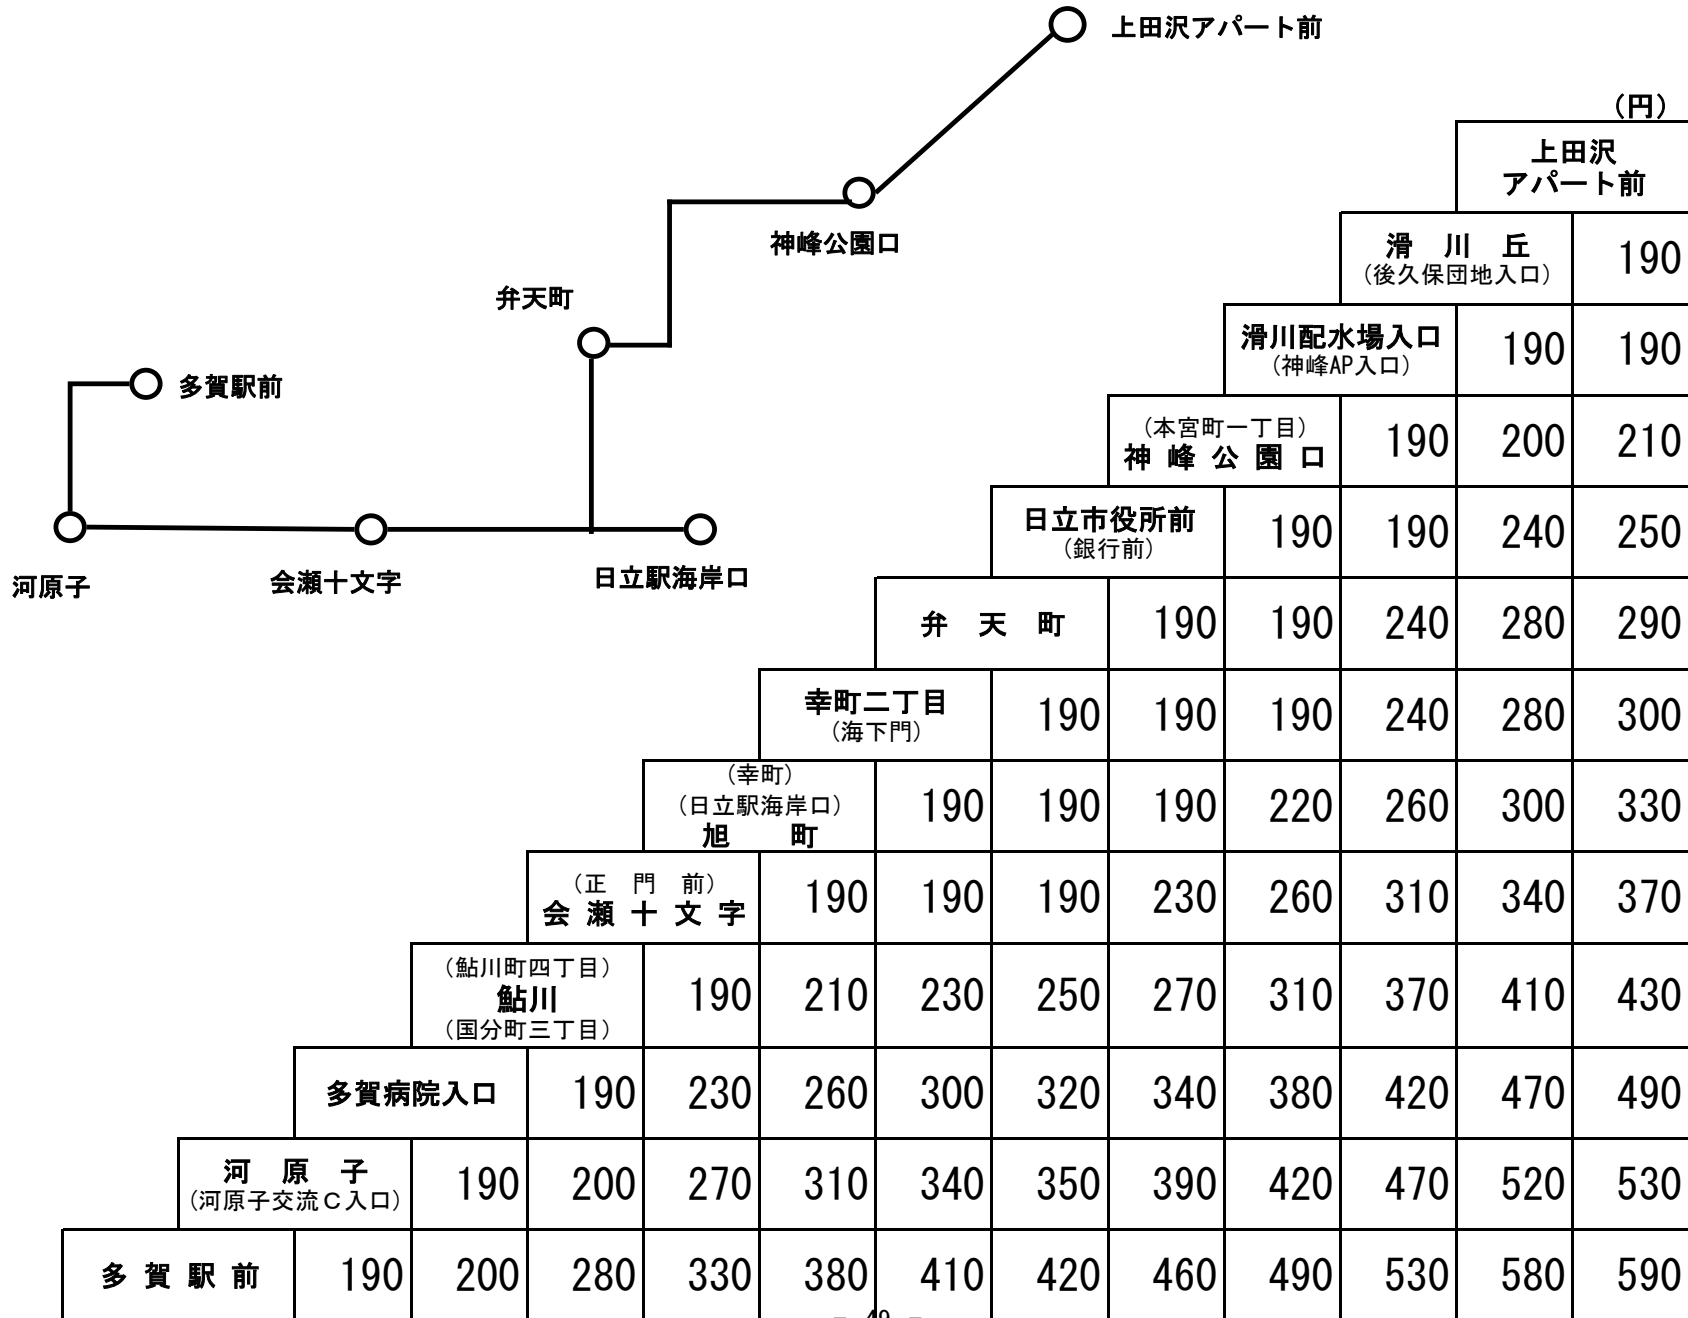 上田沢アパート前
(円)
上田沢
アパート前
神峰公園口
滑 川 丘
(後久保団地入口)
190
弁天町
滑川配水場入口
(神峰AP入口)
190 190
多賀駅前
(本宮町一丁目)
神 峰 公 園 口
190 200 210
日立市役所前
(銀行前)
190 190 240 250
河原子
会瀬十文字
日立駅海岸口
弁 天 町
190 190 240 280 290
幸町二丁目
(海下門)
190 190 190 240 280 300
(幸町)
(日立駅海岸口)
旭 町
190 190 190 220 260 300 330
(正 門 前)
会 瀬 十 文 字
190 190 190 230 260 310 340 370
(鮎川町四丁目)
鮎川
(国分町三丁目)
190 210 230 250 270 310 370 410 430
多賀病院入口
190 230 260 300 320 340 380 420 470 490
河 原 子
(河原子交流C入口)
190 200 270 310 340 350 390 420 470 520 530
多 賀 駅 前
190 200 280 330 380 410 420 460 490 530 580 590